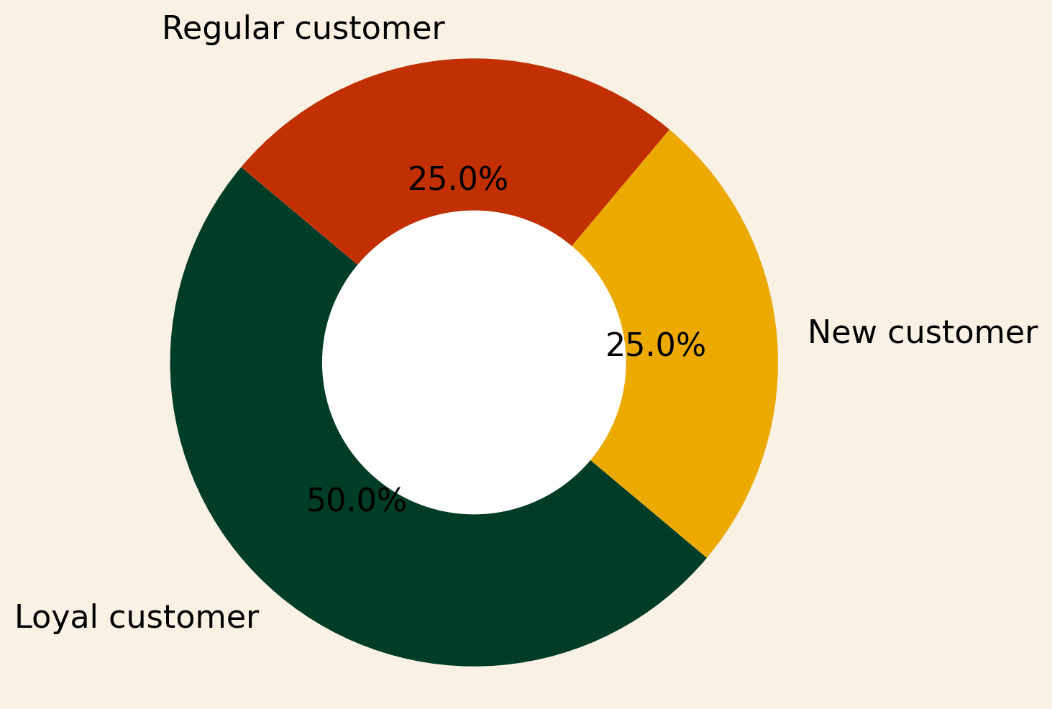 Regular customer
25.0%
New customer
25.0%
50.0%
Loyal customer